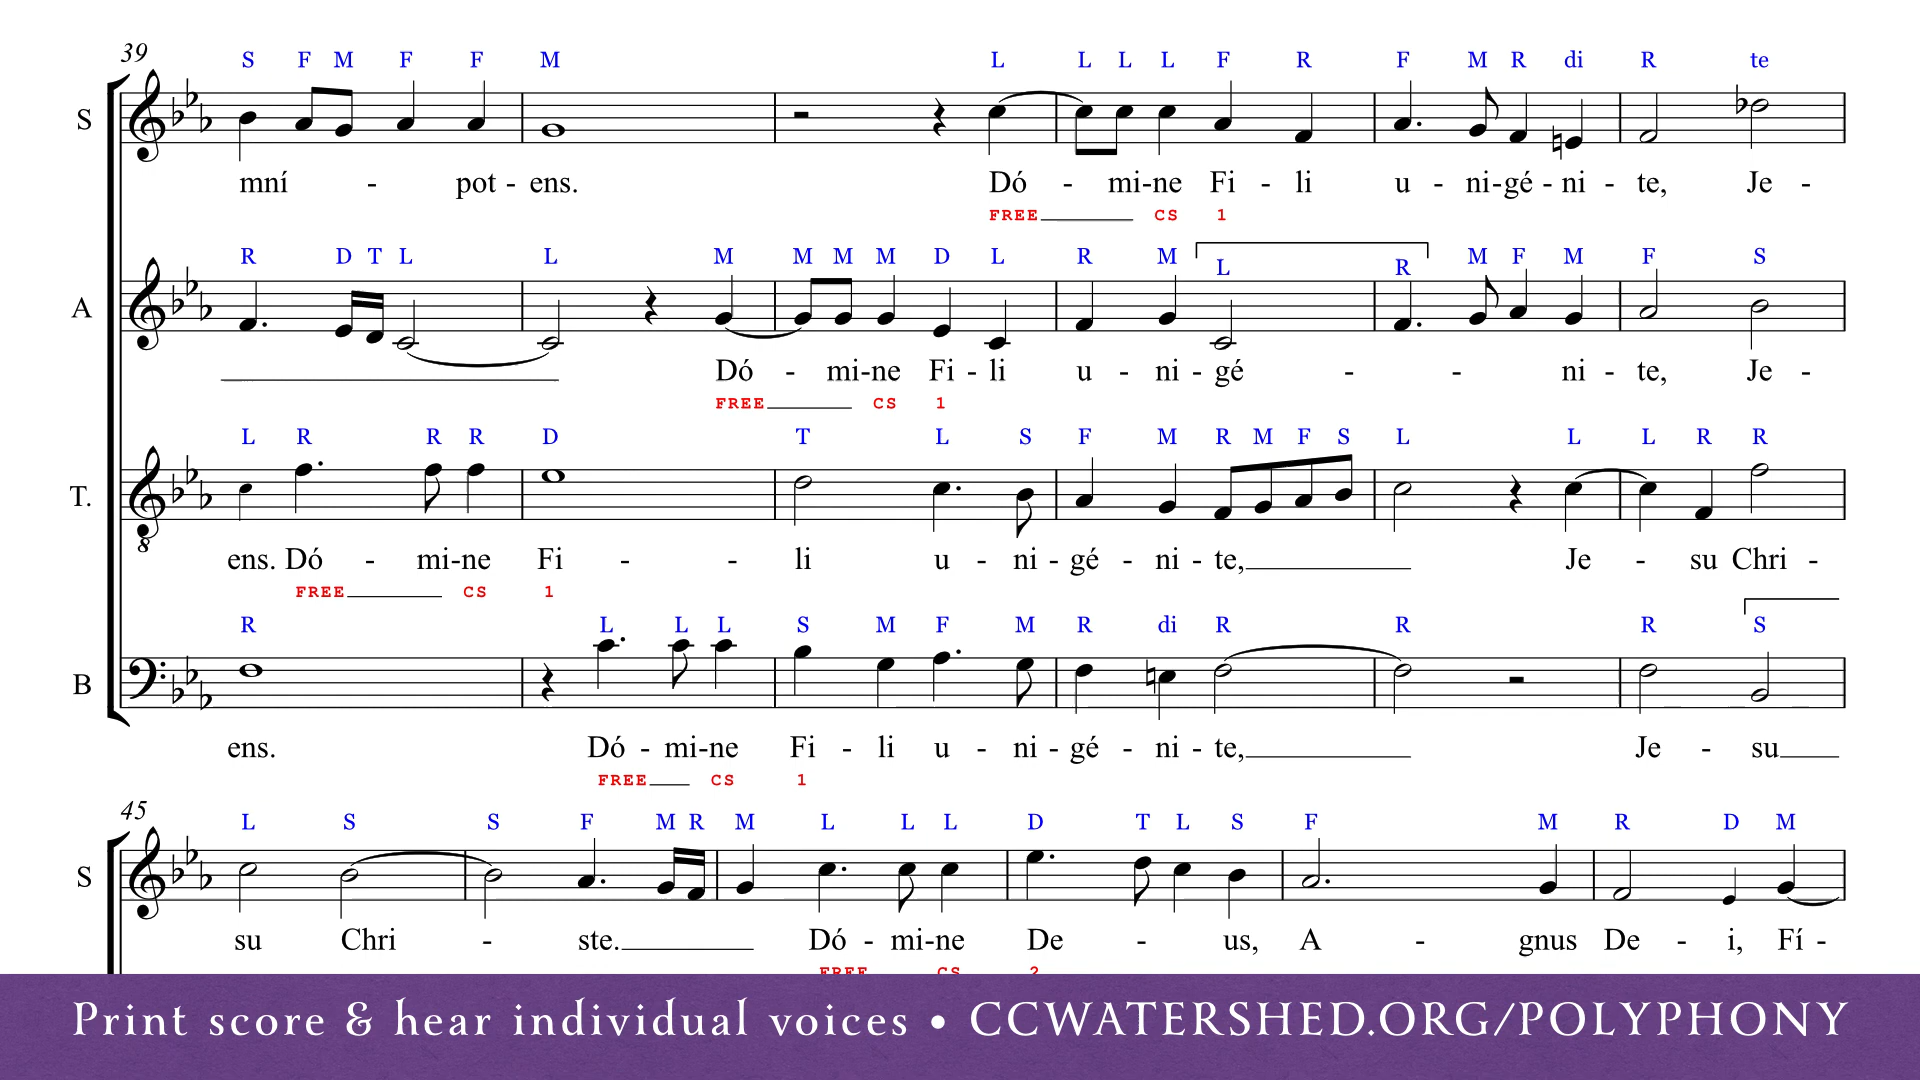 39
S F M F F M L L L L F R F M R di R te
S
mní - pot - ens. Dó - mi-ne Fi - li u - ni-gé - ni - te, Je -
FREE CS 1
R D T L L M M M M D L R M L R M F M F S
A
Dó - mi-ne Fi - li u - ni - gé - - ni - te, Je -
FREE CS 1
L R R R D T L S F M R M F S L L L R R
T.
8
ens. Dó - mi-ne Fi - - li u - ni - gé - ni - te, Je - su Chri -
FREE CS 1
R L L L S M F M R di R R R S
B
ens. Dó - mi-ne Fi - li u - ni - gé - ni - te, Je - su
FREE CS 1
45
L S S F M R M L L L D T L S F M R D M
S
su Chri - ste. Dó - mi-ne De - us, A - gnus De - i, Fí -
FREE CS 2
Print score & hear individual voices • CCWATERSHED.ORG/POLYPHONY